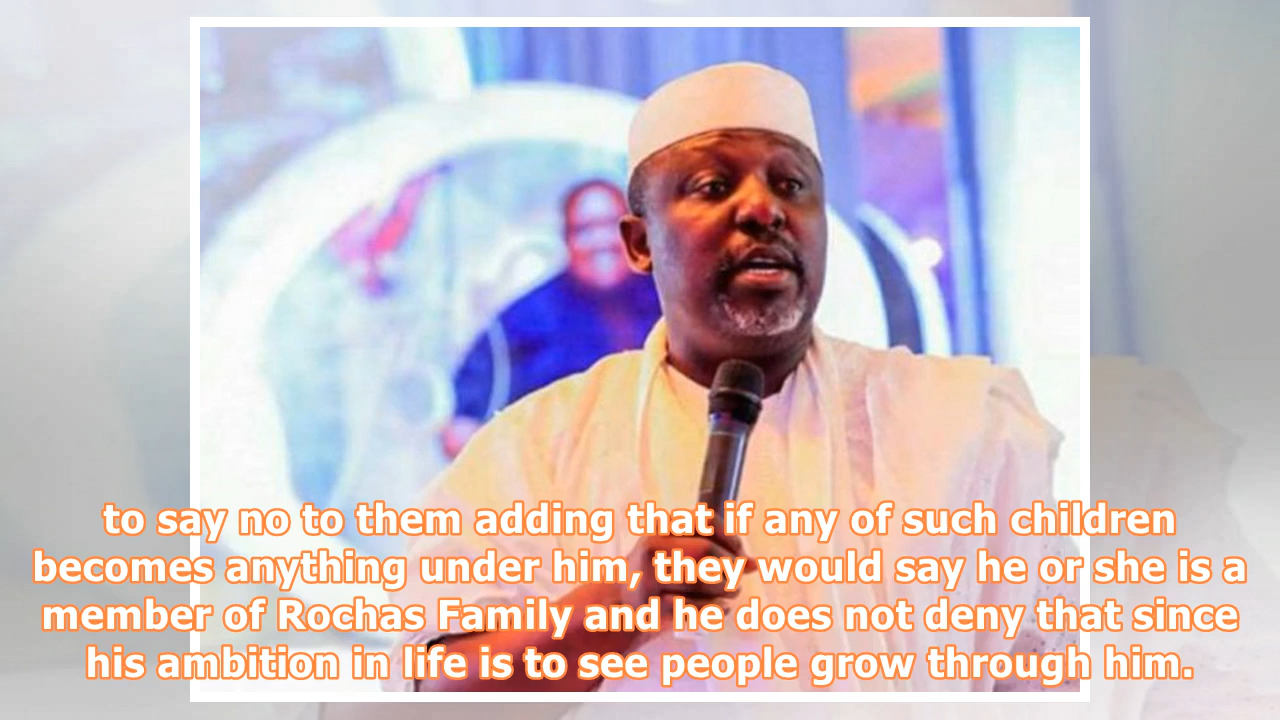 to say no to them adding that if any of such children
becomes anything under him, they would say he or she is a
member of Rochas Family and he does not deny that since
his ambition in life is to see people grow through him.